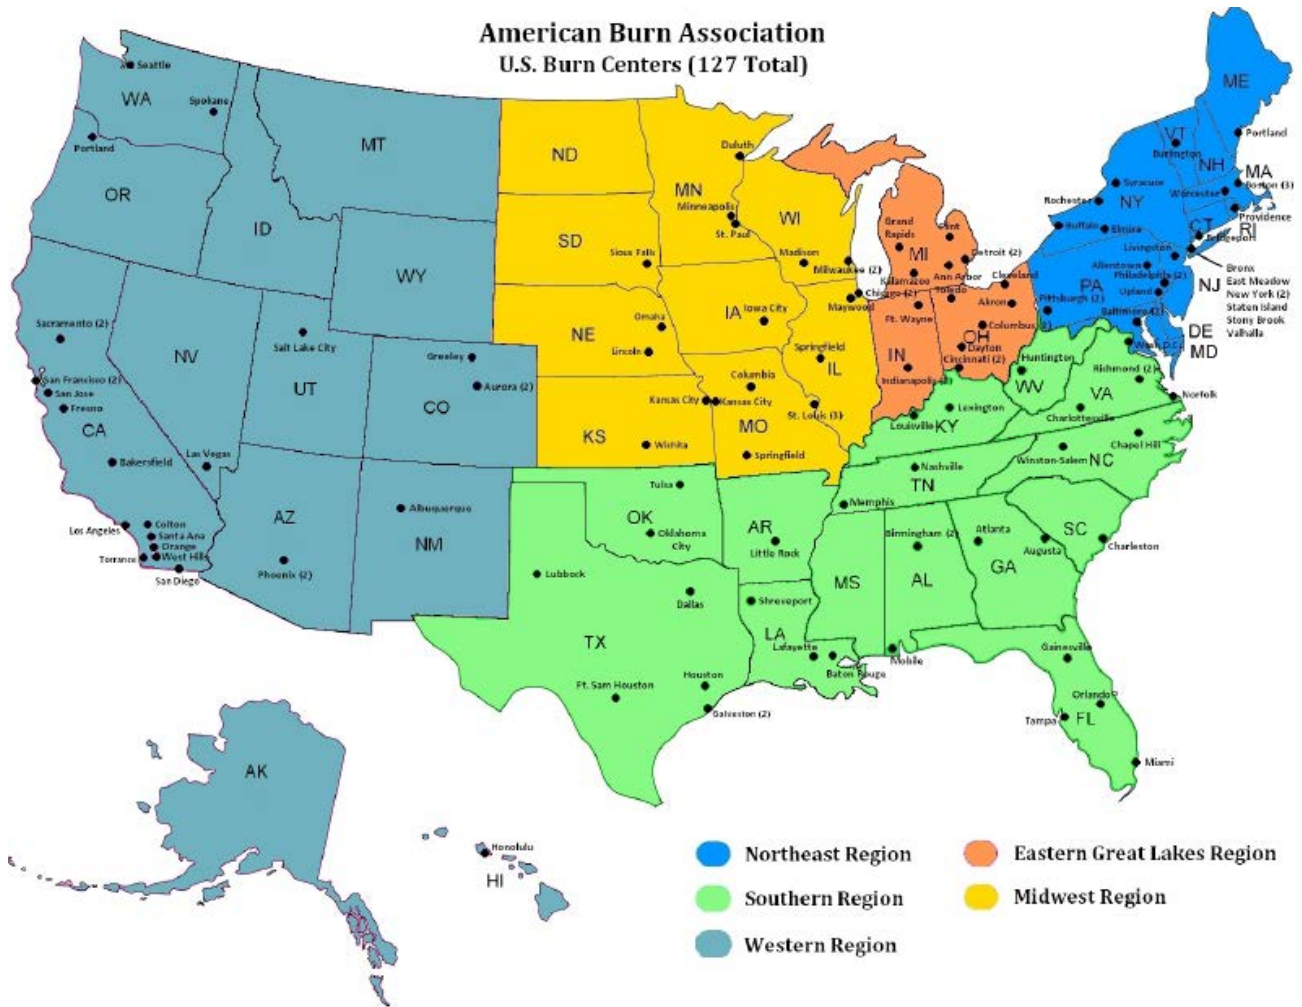 American Burn Association
U.S. Burn Centers (127 Total)
Seattle
WA
Spokane
Portland
OR
ID
MT
WY
Sacramento (2)
San Francisco (2)
San Jose
Fresno
CA
Bakersfield
Los Angeles
Colton
Santa Ana
Orange
West Hills
Torrance
San Diego
NV
Las Vegas
Salt Lake City
UT
Greeley
Aurora (2)
CO
AZ
Phoenix (2)
Albuquerque
NM
AK
Honolulu
HI
ND
SD
Sioux Falls
NE
Omaha
Lincoln
KS
Kansas City
Wichita
Duluth
MN
Minneapolis
St. Paul
WI
Madison
Milwaukee (2)
IA
Iowa City
Chicago (2)
Maywood
Springfield
IL
Columbia
Kansas City
St. Louis (3)
MO
Springfield
Grand
Rapids
Flint
MI
Detroit (2)
Kalamazoo
Ann Arbor
Toledo
Cleveland
Akron
Ft. Wayne
Columbus (2)
OH
Dayton
Cincinnati (2)
IN
Indianapolis (2)
ME
Portland
VT
Burlington
NH
MA
Boston (3)
Worcester
Providence
RI
CT
Bridgeport
Syracuse
Rochester
NY
Buffalo
Elmira
Livingston
Allentown
Philadelphia (2)
PA
Upland
Pittsburgh (2)
Baltimore (2)
NJ
Bronx
East Meadow
New York (2)
Staten Island
Stony Brook
Valhalla
DE
MD
Wash,D.C.
Huntington
WV
Richmond (2)
VA
Norfolk
Charlottesville
Lexington
Louisville
KY
Chapel Hill
Winston-Salem
NC
Nashville
TN
Memphis
SC
Charleston
Atlanta
Augusta
GA
Birmingham (2)
AL
Mobile
MS
Tulsa
OK
Oklahoma
City
AR
Little Rock
Lubbock
Dallas
TX
Ft. Sam Houston
Houston
Galveston (2)
Shreveport
LA
Lafayette
Baton Rouge
Gainesville
Orlando
Tampa
FL
Miami
Northeast Region
Southern Region
Western Region
Eastern Great Lakes Region
Midwest Region